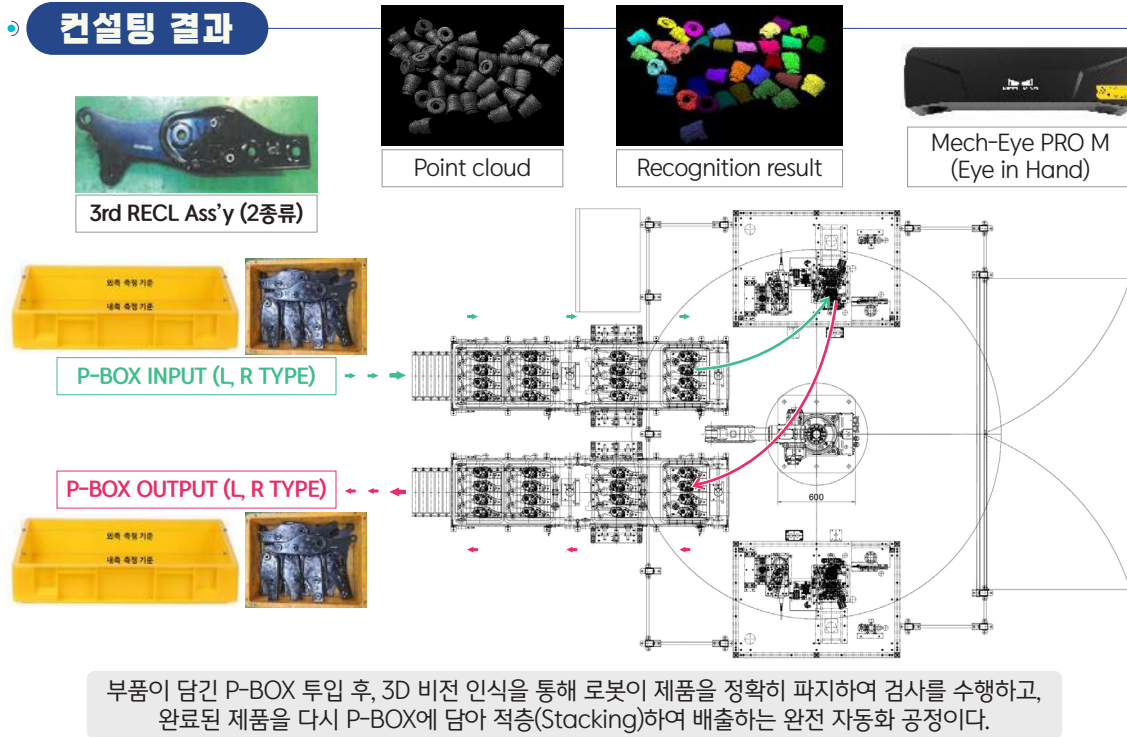 컨설팅 결과
Point cloud
Recognition result
Mech-Eye PRO M
(Eye in Hand)
3rd RECL Ass’y (2종류)
외측 측정 기준
내측 측정 기준
P-BOX INPUT (L, R TYPE)
P-BOX OUTPUT (L, R TYPE)
600
외측 측정 기준
내측 측정 기준
부품이 담긴 P-BOX 투입 후, 3D 비전 인식을 통해 로봇이 제품을 정확히 파지하여 검사를 수행하고,
완료된 제품을 다시 P-BOX에 담아 적층(Stacking)하여 배출하는 완전 자동화 공정이다.